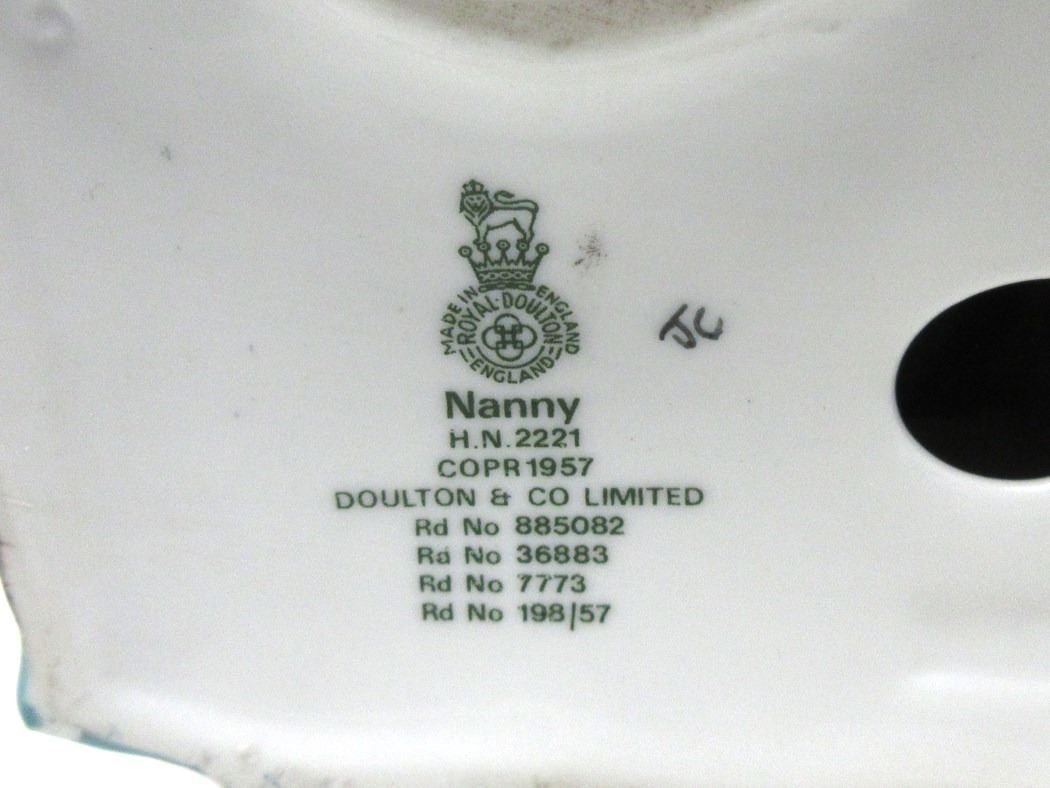 MADE IN ENGLAND
ROYAL·DOULTON
ENGLAND
JC
Nanny
H.N.2221
COPR 1957
DOULTON & CO LIMITED
Rd No 885082
Rd No 36883
Rd No 7773
Rd No 198/57